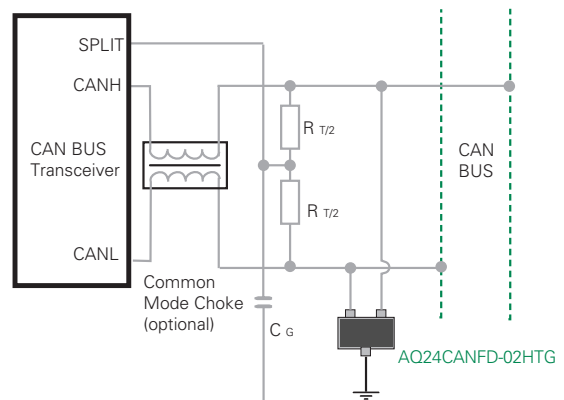 SPLIT
CANH
CAN BUS
Transceiver
CANL
Common
Mode Choke
(optional)
R T/2
R T/2
C G
CAN
BUS
AQ24CANFD-02HTG